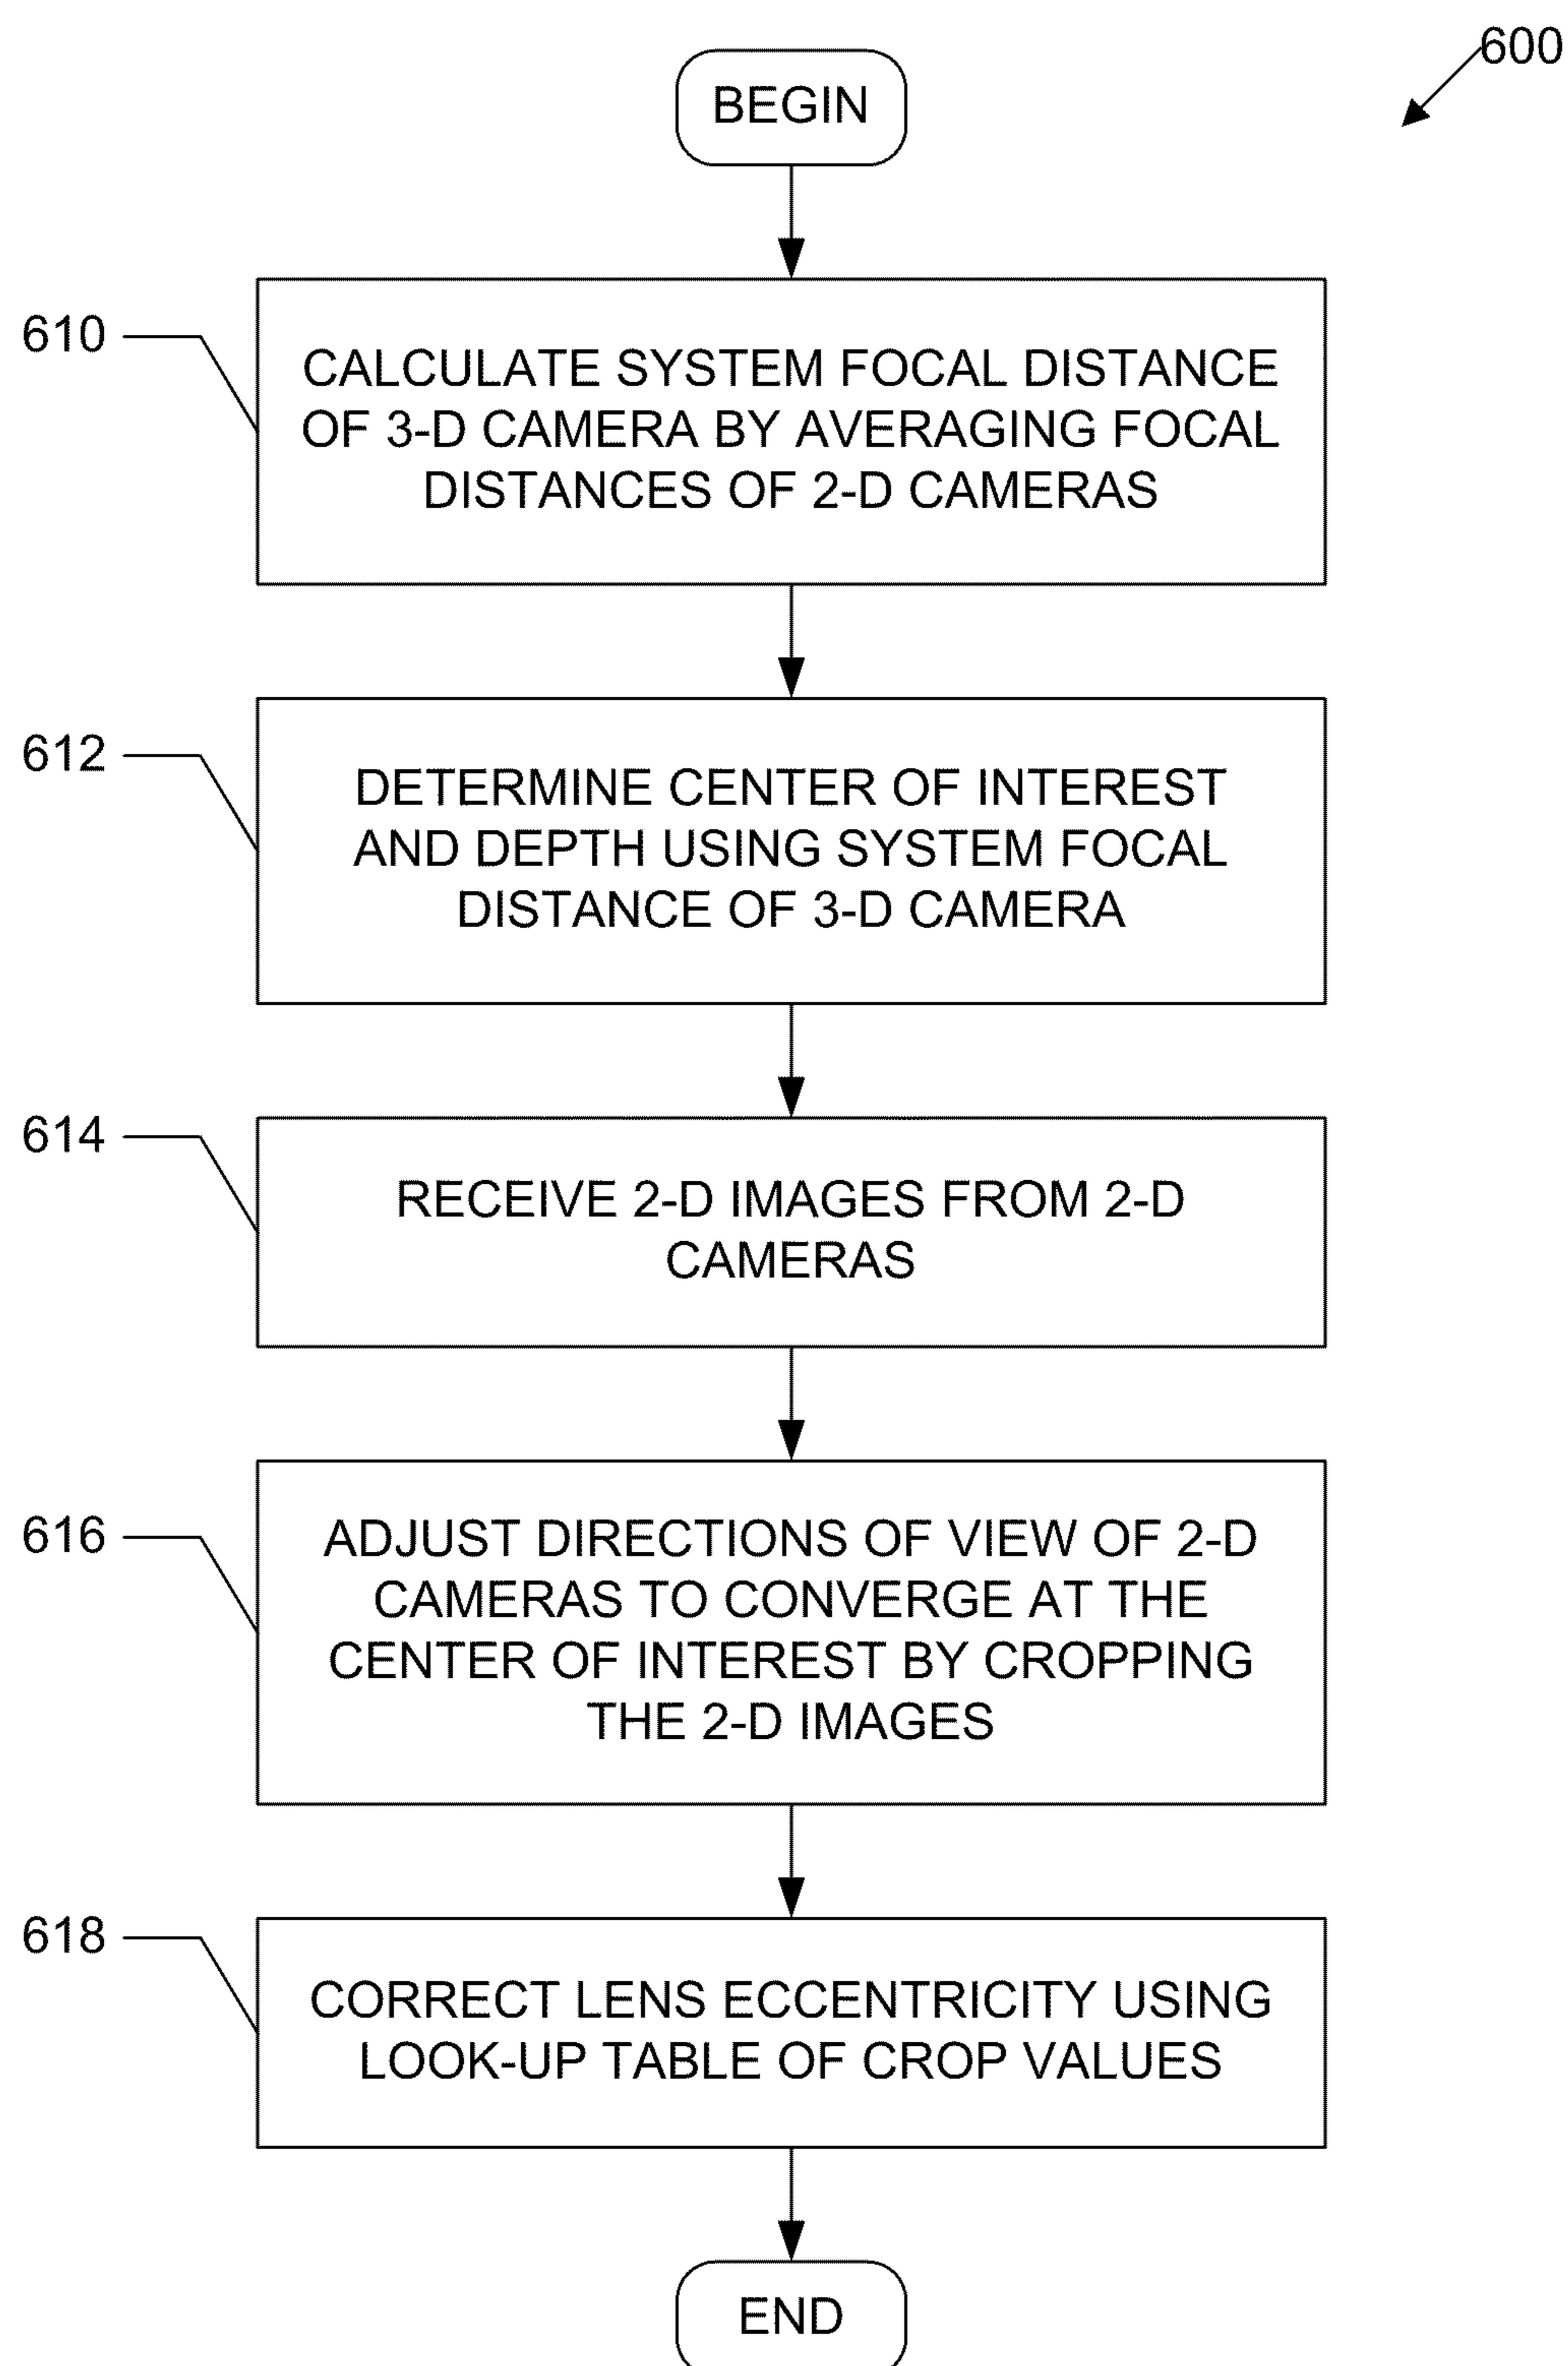 600
BEGIN
610
CALCULATE SYSTEM FOCAL DISTANCE
OF 3-D CAMERA BY AVERAGING FOCAL
DISTANCES OF 2-D CAMERAS
612
DETERMINE CENTER OF INTEREST
AND DEPTH USING SYSTEM FOCAL
DISTANCE OF 3-D CAMERA
614
RECEIVE 2-D IMAGES FROM 2-D
CAMERAS
616
ADJUST DIRECTIONS OF VIEW OF 2-D
CAMERAS TO CONVERGE AT THE
CENTER OF INTEREST BY CROPPING
THE 2-D IMAGES
618
CORRECT LENS ECCENTRICITY USING
LOOK-UP TABLE OF CROP VALUES
END